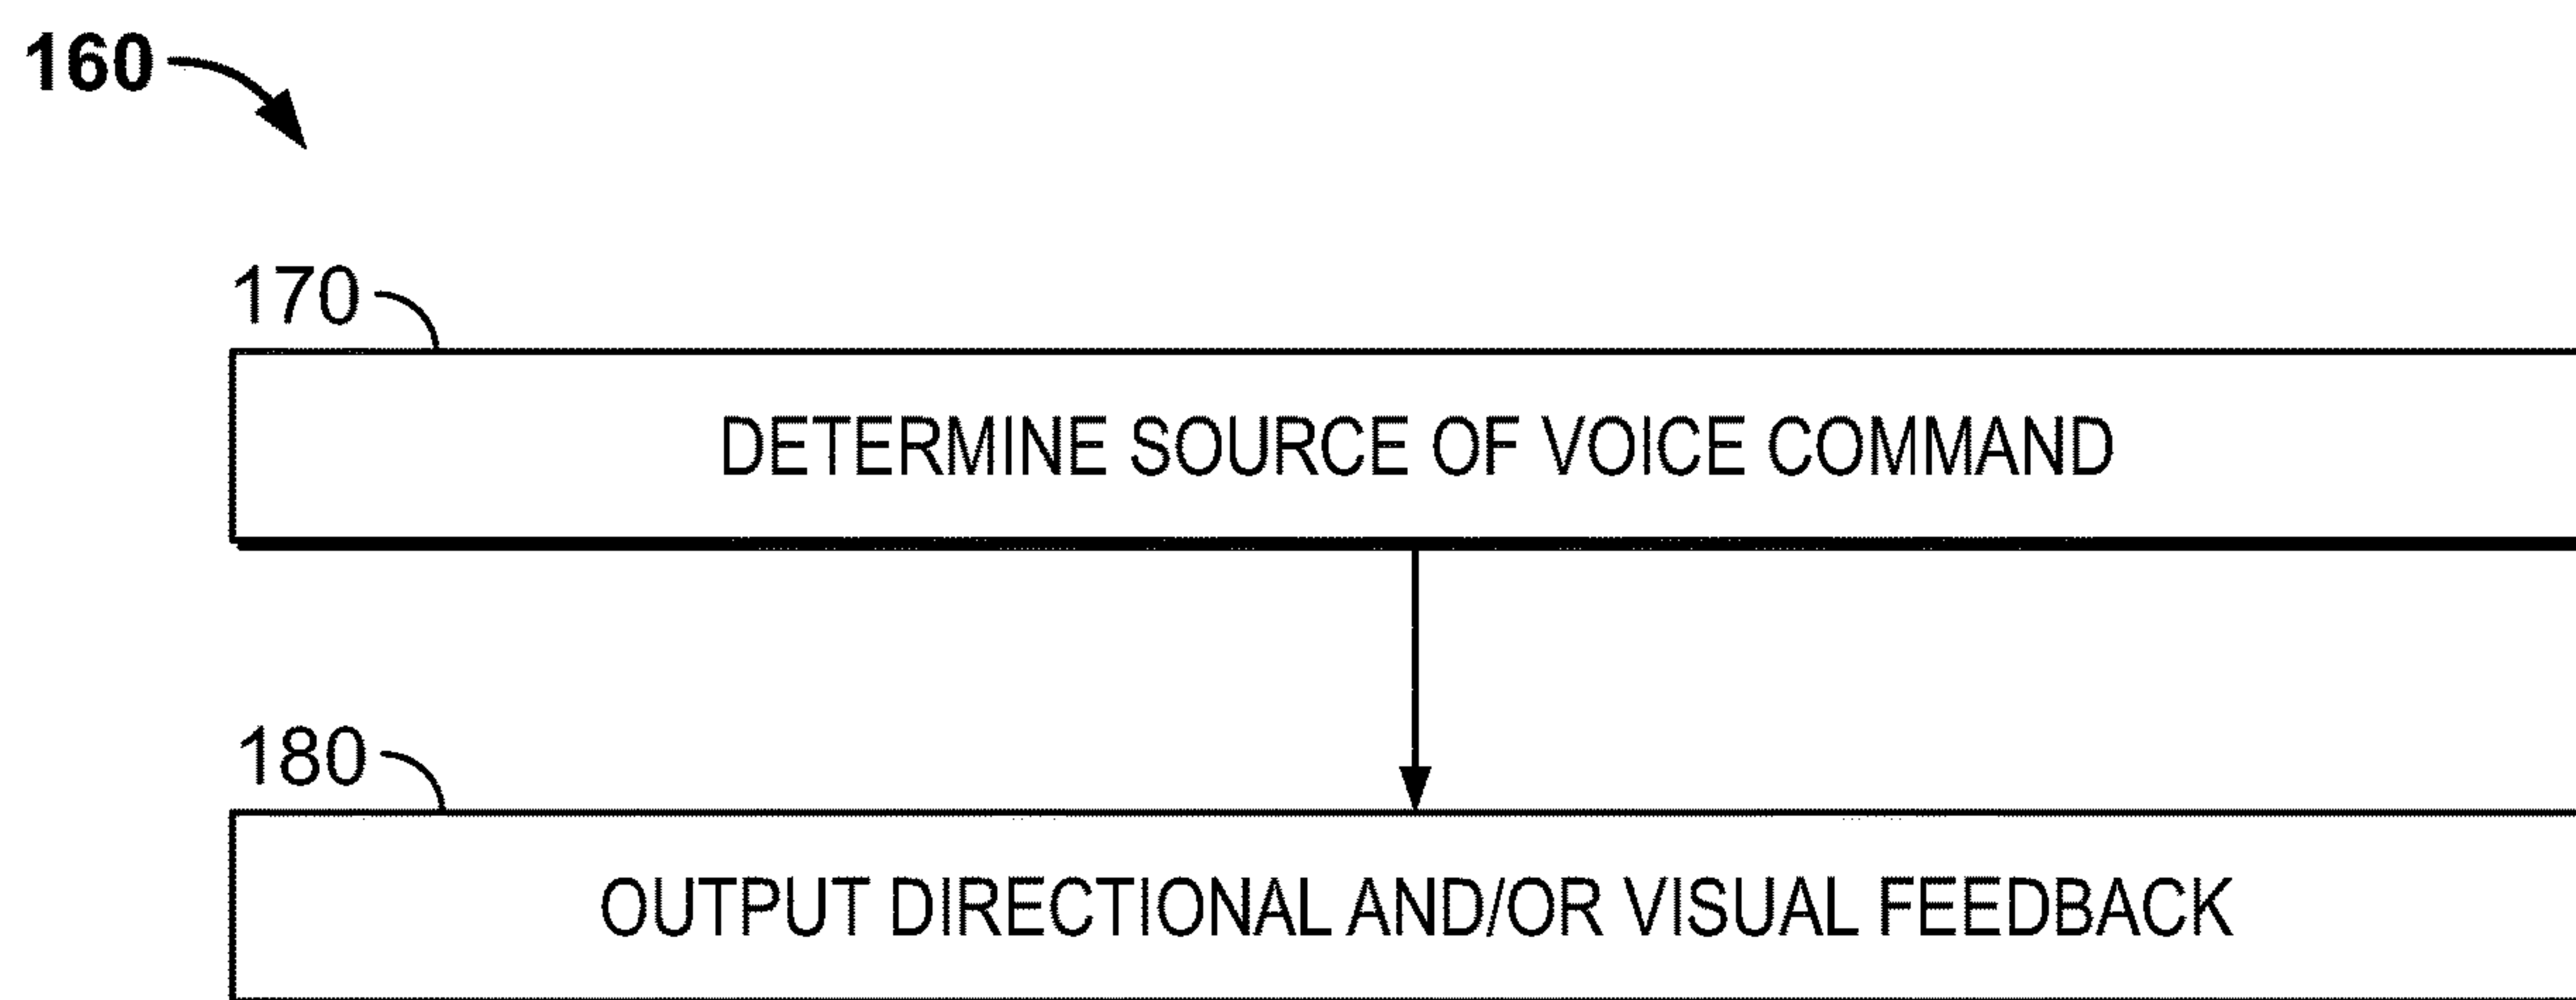 160
170
DETERMINE SOURCE OF VOICE COMMAND
180
OUTPUT DIRECTIONAL AND/OR VISUAL FEEDBACK